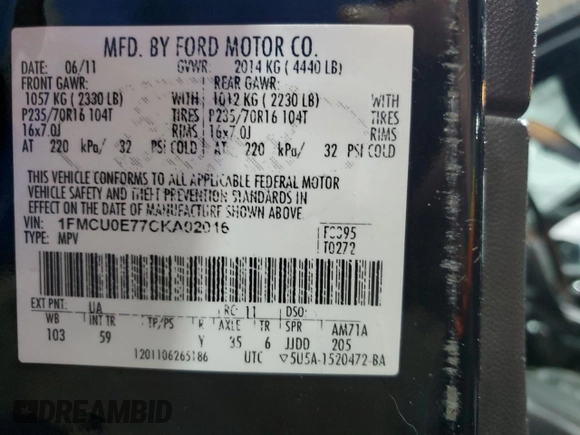 MFD. BY FORD MOTOR CO.
DATE: 06/11 GVWR: 2014 KG ( 4440 LB)
FRONT GAWR: REAR GAWR:
1057 KG ( 2330 LB) WITH 1012 KG ( 2230 LB) WITH
P235/70R16 104T TIRES P235/70R16 104T TIRES
16x7.0J RIMS 16x7.0J RIMS
AT 220 kPa/ 32 PSI COLD AT 220 kPa/ 32 PSI COLD
THIS VEHICLE CONFORMS TO ALL APPLICABLE FEDERAL MOTOR
VEHICLE SAFETY AND THEFT PREVENTION STANDARDS IN
EFFECT ON THE DATE OF MANUFACTURE SHOWN ABOVE.
VIN: 1FMCU0E77CKA02016
TYPE: MPV
F0395
T0272
EXT PNT: UA RC: 11 DSO:
WB INT TR TP/PS R AXLE TR SPR AM71A
103 59 Y 35 6 JJDD 205
1201106265186 UTC 5U5A-1520472-BA
DREAMBID